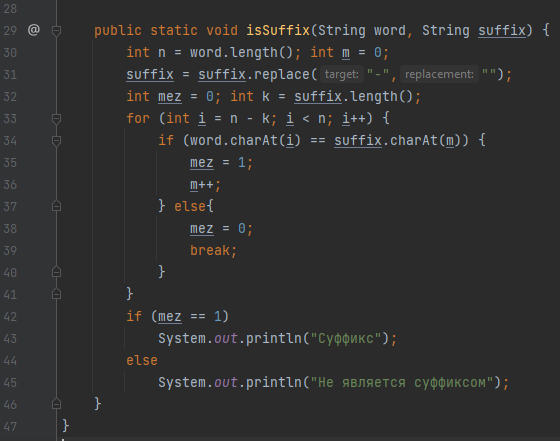 28
29 @ public static void isSuffix(String word, String suffix) {
30 int n = word.length(); int m = 0;
31 suffix = suffix.replace( target: "-", replacement: "");
32 int mez = 0; int k = suffix.length();
33 for (int i = n - k; i < n; i++) {
34 if (word.charAt(i) == suffix.charAt(m)) {
35 mez = 1;
36 m++;
37 } else{
38 mez = 0;
39 break;
40 }
41 }
42 if (mez == 1)
43 System.out.println("Суффикс");
44 else
45 System.out.println("Не является суффиксом");
46 }
47 }